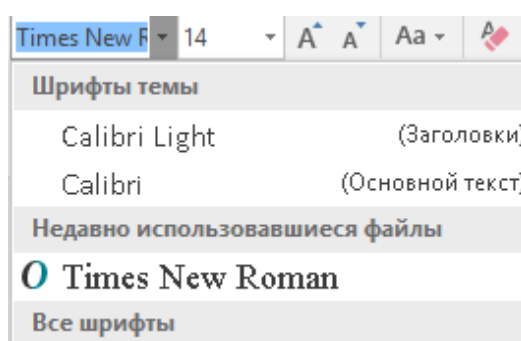 Times New R 14 A A Aa A
Шрифты темы
Calibri Light (Заголовки)
Calibri (Основной текст)
Недавно использовавшиеся файлы
O Times New Roman
Все шрифты